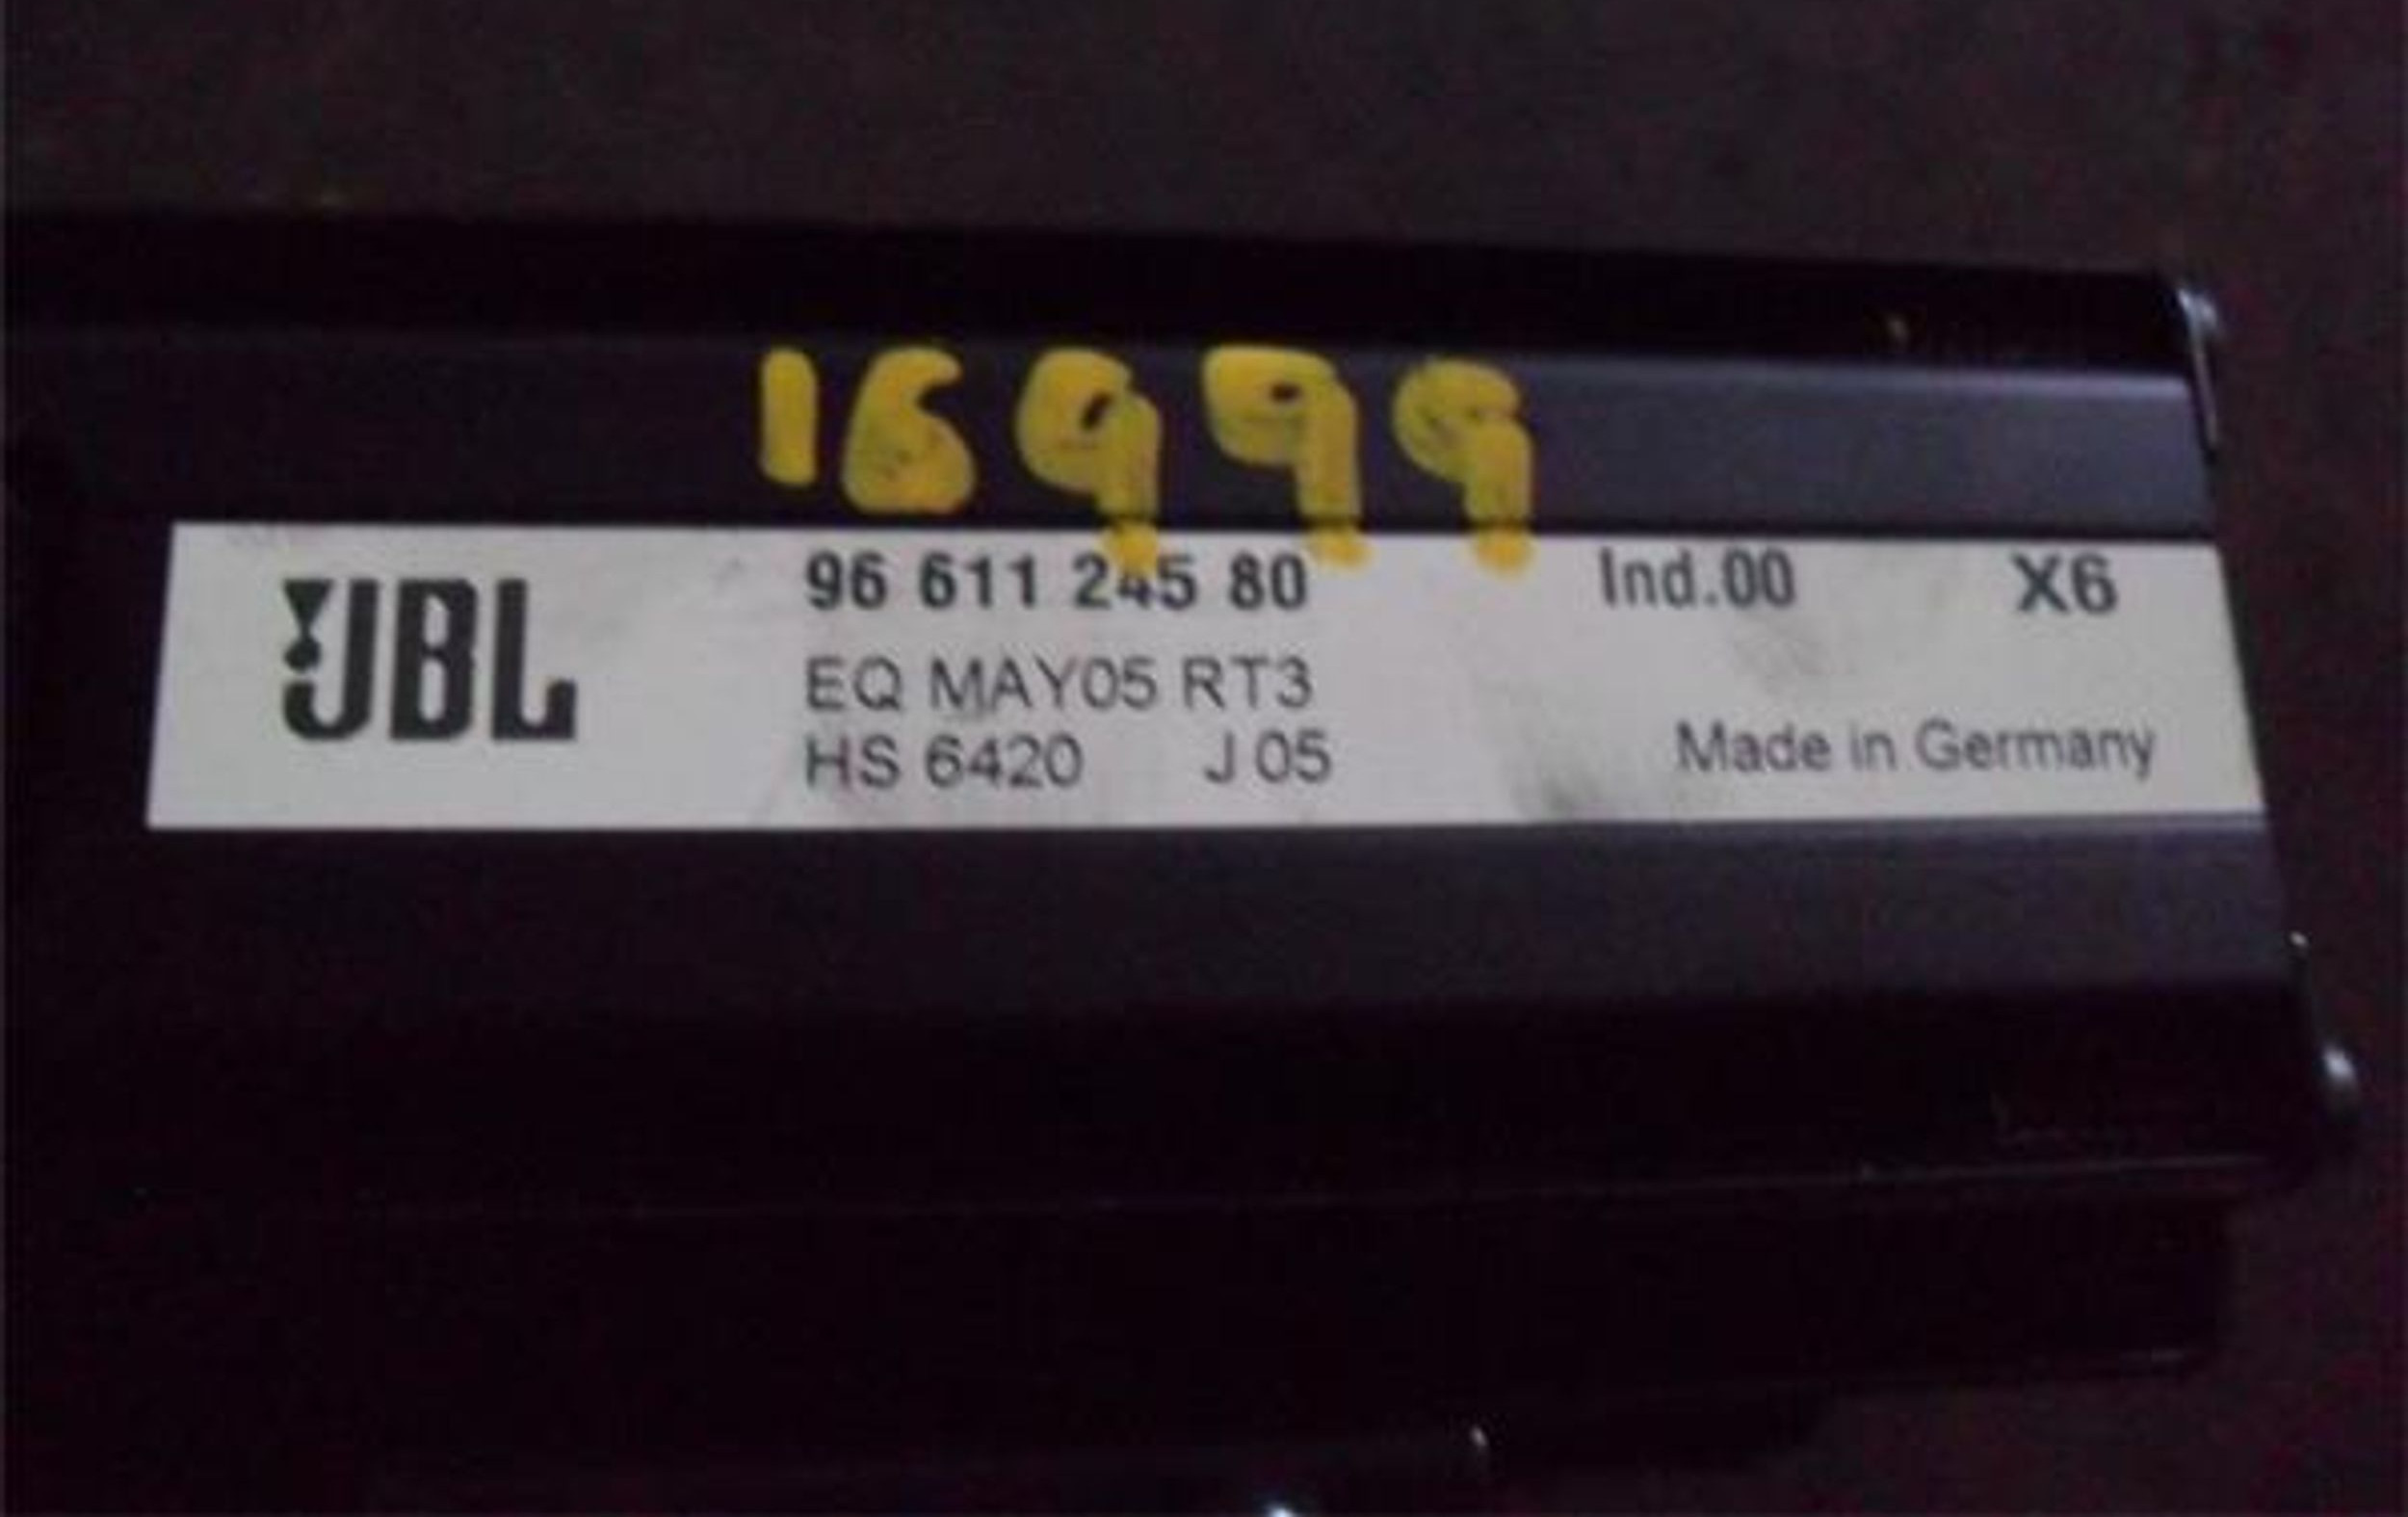 16999
JBL
96 611 245 80 Ind.00 X6
EQ MAY05 RT3
HS 6420 J 05
Made in Germany